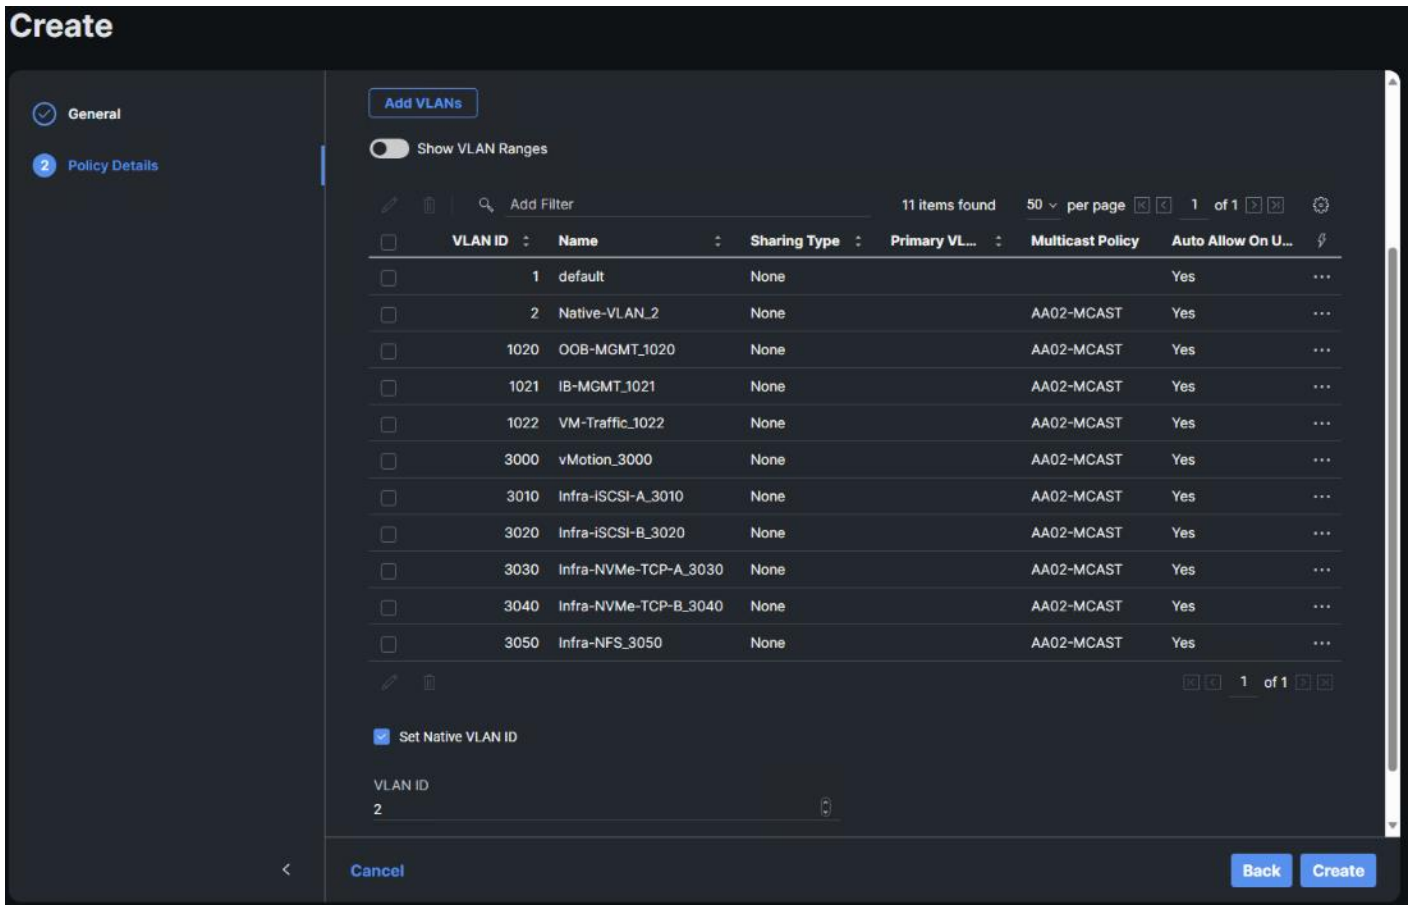 Create
General
2 Policy Details
Add VLANs
Show VLAN Ranges
Add Filter 11 items found 50 per page 1 of 1
VLAN ID Name Sharing Type Primary VL... Multicast Policy Auto Allow On U...
1 default None Yes ...
2 Native-VLAN_2 None AA02-MCAST Yes ...
1020 OOB-MGMT_1020 None AA02-MCAST Yes ...
1021 IB-MGMT_1021 None AA02-MCAST Yes ...
1022 VM-Traffic_1022 None AA02-MCAST Yes ...
3000 vMotion_3000 None AA02-MCAST Yes ...
3010 Infra-iSCSI-A_3010 None AA02-MCAST Yes ...
3020 Infra-iSCSI-B_3020 None AA02-MCAST Yes ...
3030 Infra-NVMe-TCP-A_3030 None AA02-MCAST Yes ...
3040 Infra-NVMe-TCP-B_3040 None AA02-MCAST Yes ...
3050 Infra-NFS_3050 None AA02-MCAST Yes ...
1 of 1
Set Native VLAN ID
VLAN ID
2
Cancel Back Create